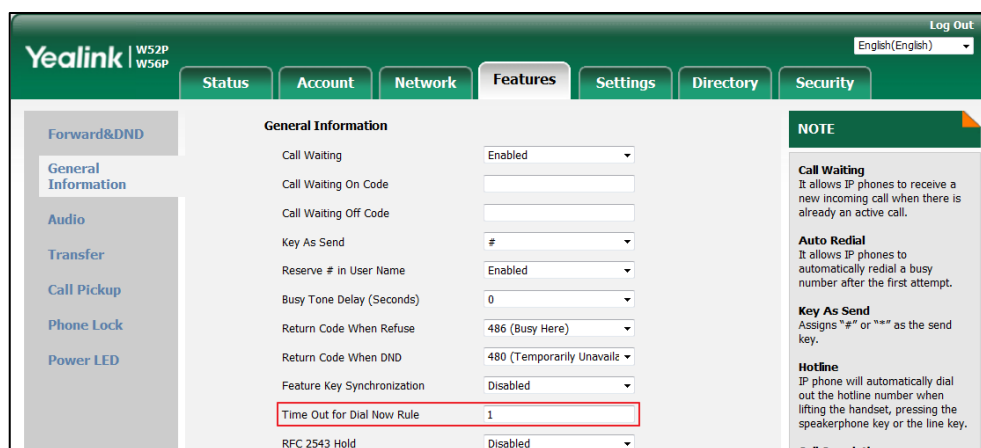 Log Out
Yealink | W52P
W56P
English(English)
Status Account Network Features Settings Directory Security
Forward&DND
General
Information
Audio
Transfer
Call Pickup
Phone Lock
Power LED
General Information
Call Waiting Enabled
Call Waiting On Code
Call Waiting Off Code
Key As Send #
Reserve # in User Name Enabled
Busy Tone Delay (Seconds) 0
Return Code When Refuse 486 (Busy Here)
Return Code When DND 480 (Temporarily Unavaila
Feature Key Synchronization Disabled
Time Out for Dial Now Rule 1
RFC 2543 Hold Disabled
NOTE
Call Waiting
It allows IP phones to receive a
new incoming call when there is
already an active call.
Auto Redial
It allows IP phones to
automatically redial a busy
number after the first attempt.
Key As Send
Assigns "#" or "*" as the send
key.
Hotline
IP phone will automatically dial
out the hotline number when
lifting the handset, pressing the
speakerphone key or the line key.